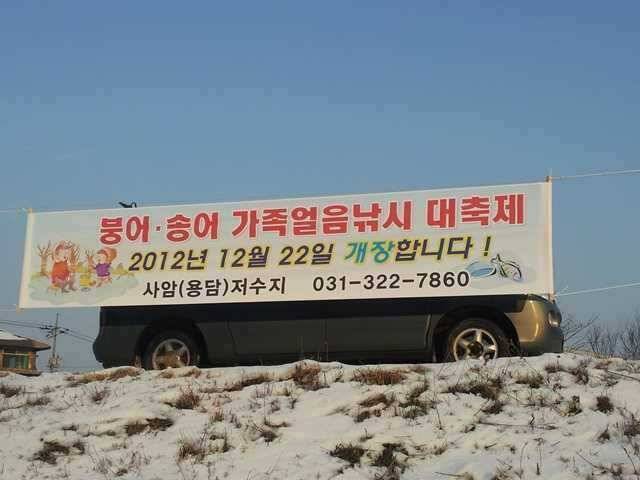 붕어·송어 가족얼음낚시 대축제
2012년 12월 22일 개장합니다!
사암(용담)저수지 031-322-7860